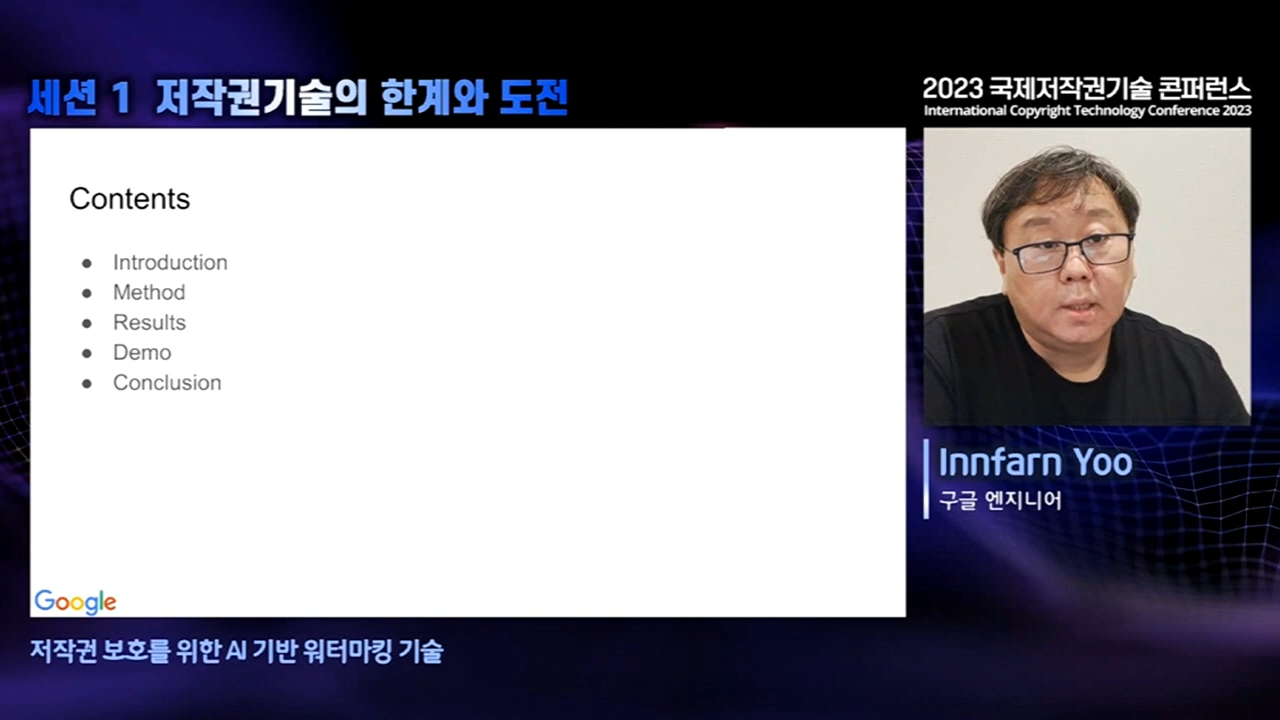 세션 1 저작권기술의 한계와 도전
2023 국제저작권기술 콘퍼런스
International Copyright Technology Conference 2023
Contents
● Introduction
● Method
● Results
● Demo
● Conclusion
Google
Innfarn Yoo
구글 엔지니어
저작권 보호를 위한 AI 기반 워터마킹 기술